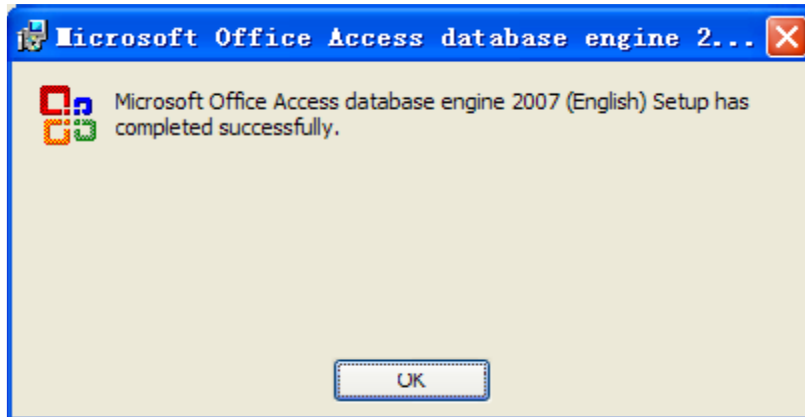 Microsoft Office Access database engine 2...
Microsoft Office Access database engine 2007 (English) Setup has
completed successfully.
OK